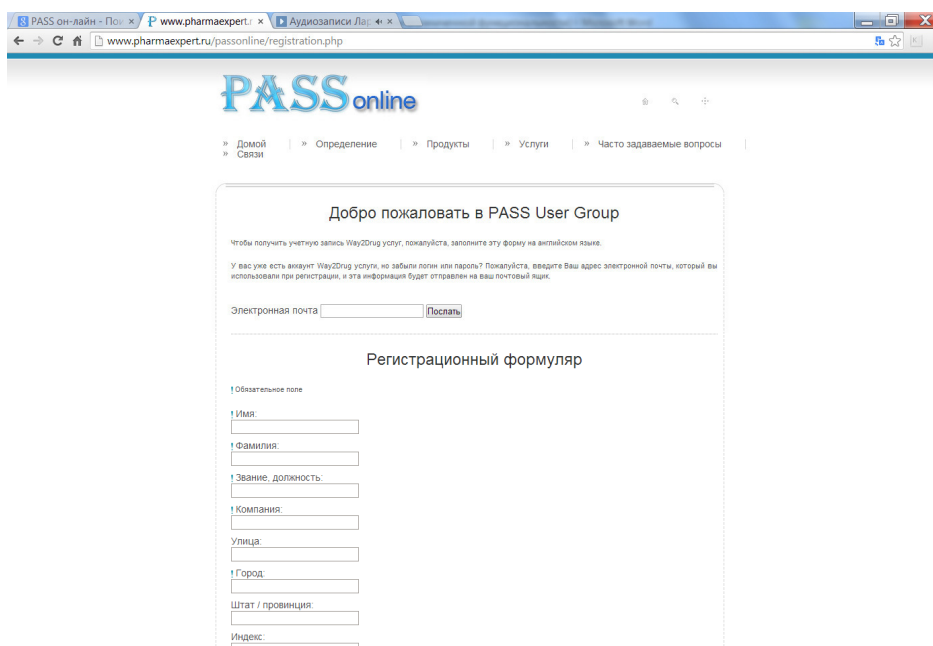 PASS он-лайн - Пои
www.pharmaexpert.r
Аудиозаписи Лар
www.pharmaexpert.ru/passonline/registration.php
PASS online
» Домой » Определение » Продукты » Услуги » Часто задаваемые вопросы
» Связи
Добро пожаловать в PASS User Group
Чтобы получить учетную запись Way2Drug услуг, пожалуйста, заполните эту форму на английском языке.
У вас уже есть аккаунт Way2Drug услуги, но забыли логин или пароль? Пожалуйста, введите Ваш адрес электронной почты, который вы
использовали при регистрации, и эта информация будет отправлен на ваш почтовый ящик.
Электронная почта Послать
Регистрационный формуляр
! Обязательное поле
! Имя:
! Фамилия:
! Звание, должность:
! Компания:
Улица:
! Город:
Штат / провинция:
Индекс: